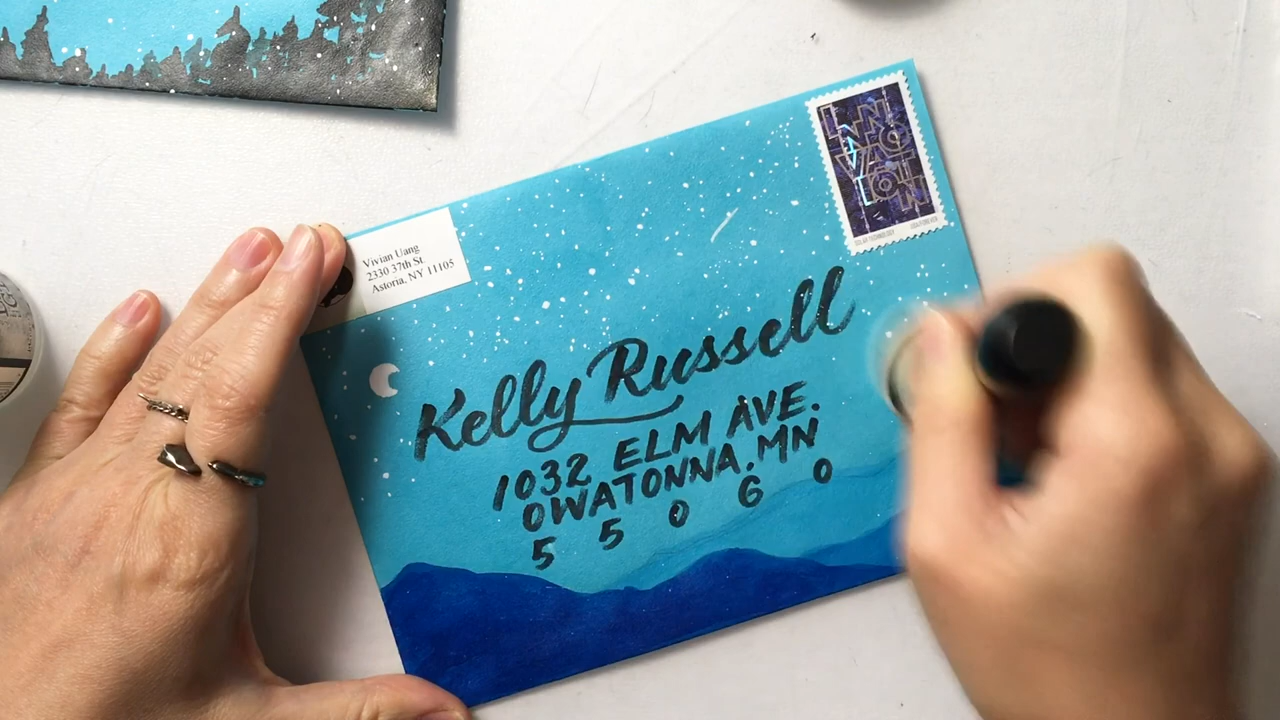 Vivian Uang
2330 37th St.
Astoria, NY 11105
INNOVATION
Kelly Russell
1032 ELM AVE.
OWATONNA. MN
5 5 0 6 0